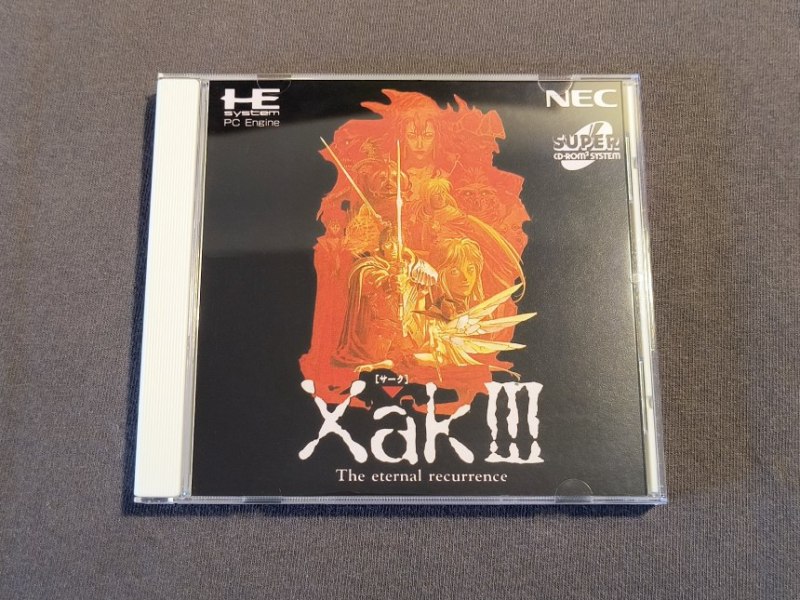 HE
system
PC Engine
NEC
SUPER
CD-ROM² SYSTEM
[サーク]
Xak III
The eternal recurrence